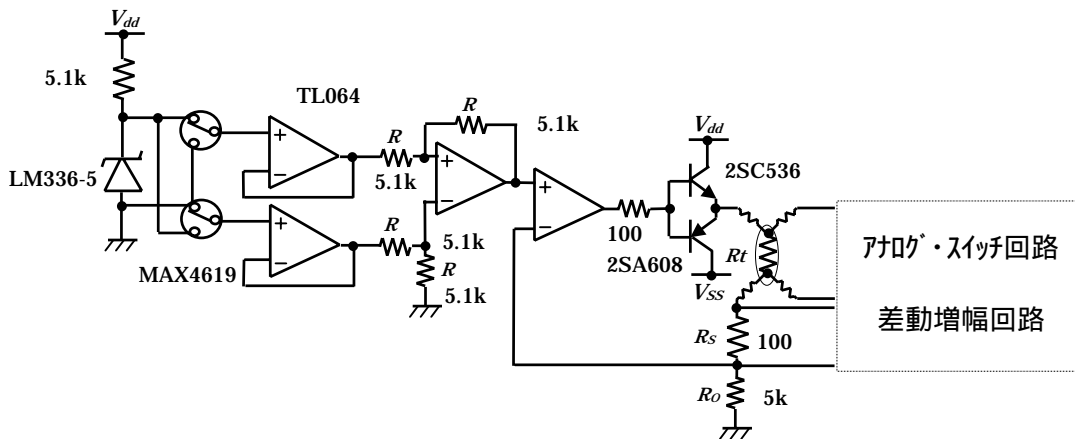 Vdd
5.1k
LM336-5
TL064
MAX4619
R
5.1k
R
5.1k
R
5.1k
R
5.1k
100
Vdd
2SC536
2SA608
VSS
Rt
RS
100
RO
5k
アナログ・スイッチ回路
差動増幅回路